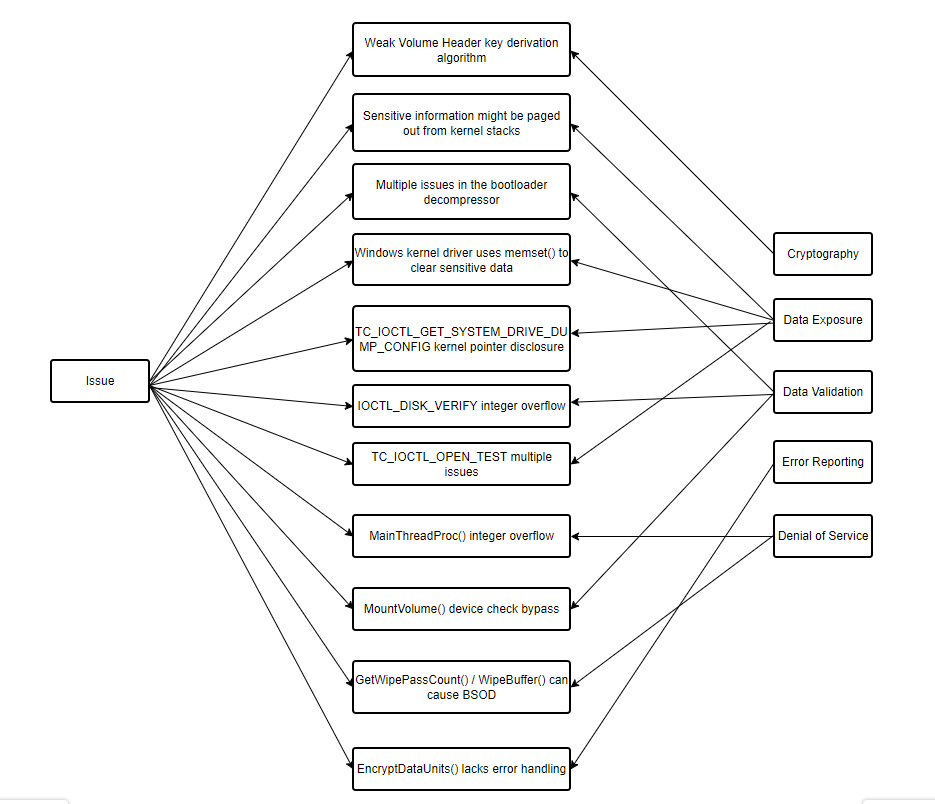 Weak Volume Header key derivation
algorithm
Sensitive information might be paged
out from kernel stacks
Multiple issues in the bootloader
decompressor
Windows kernel driver uses memset() to
clear sensitive data
TC_IOCTL_GET_SYSTEM_DRIVE_DU
MP_CONFIG kernel pointer disclosure
IOCTL_DISK_VERIFY integer overflow
TC_IOCTL_OPEN_TEST multiple
issues
MainThreadProc() integer overflow
MountVolume() device check bypass
GetWipePassCount() / WipeBuffer() can
cause BSOD
EncryptDataUnits() lacks error handling
Issue
Cryptography
Data Exposure
Data Validation
Error Reporting
Denial of Service